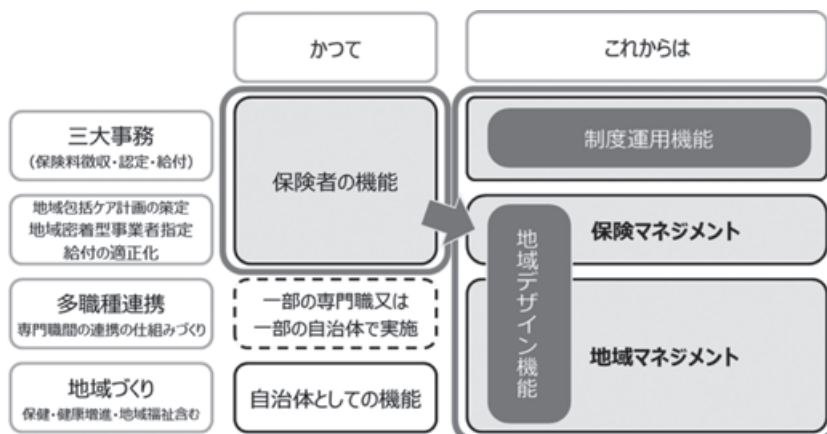 かつて
これからは
三大事務
(保険料徴収・認定・給付)
保険者の機能
制度運用機能
地域包括ケア計画の策定
地域密着型事業者指定
給付の適正化
保険マネジメント
地域デザイン機能
多職種連携
専門職間の連携の仕組みづくり
一部の専門職又は
一部の自治体で実施
地域マネジメント
地域づくり
保健・健康増進・地域福祉含む
自治体としての機能